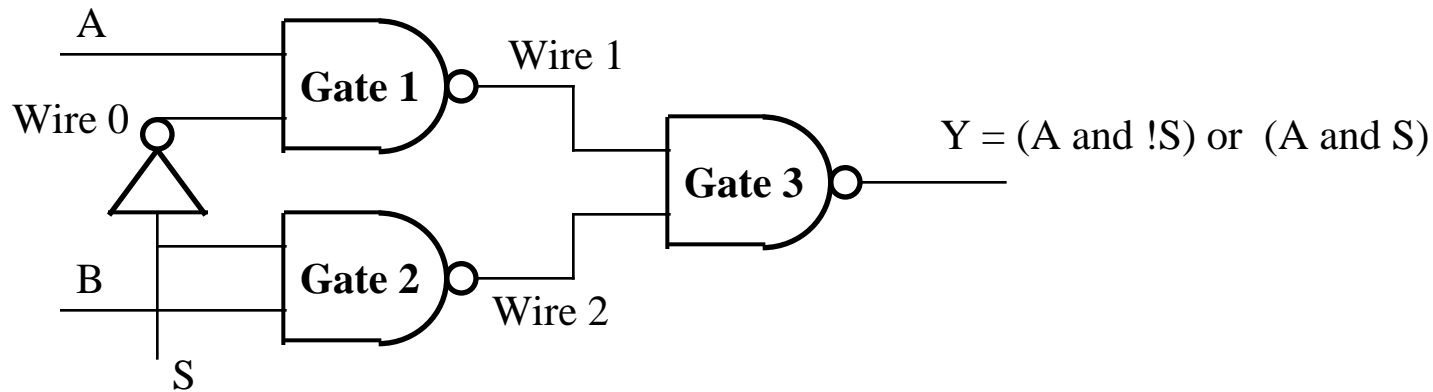 A
Wire 1
Gate 1
Wire 0
Y = (A and !S) or (A and S)
Gate 3
B
Gate 2
Wire 2
S